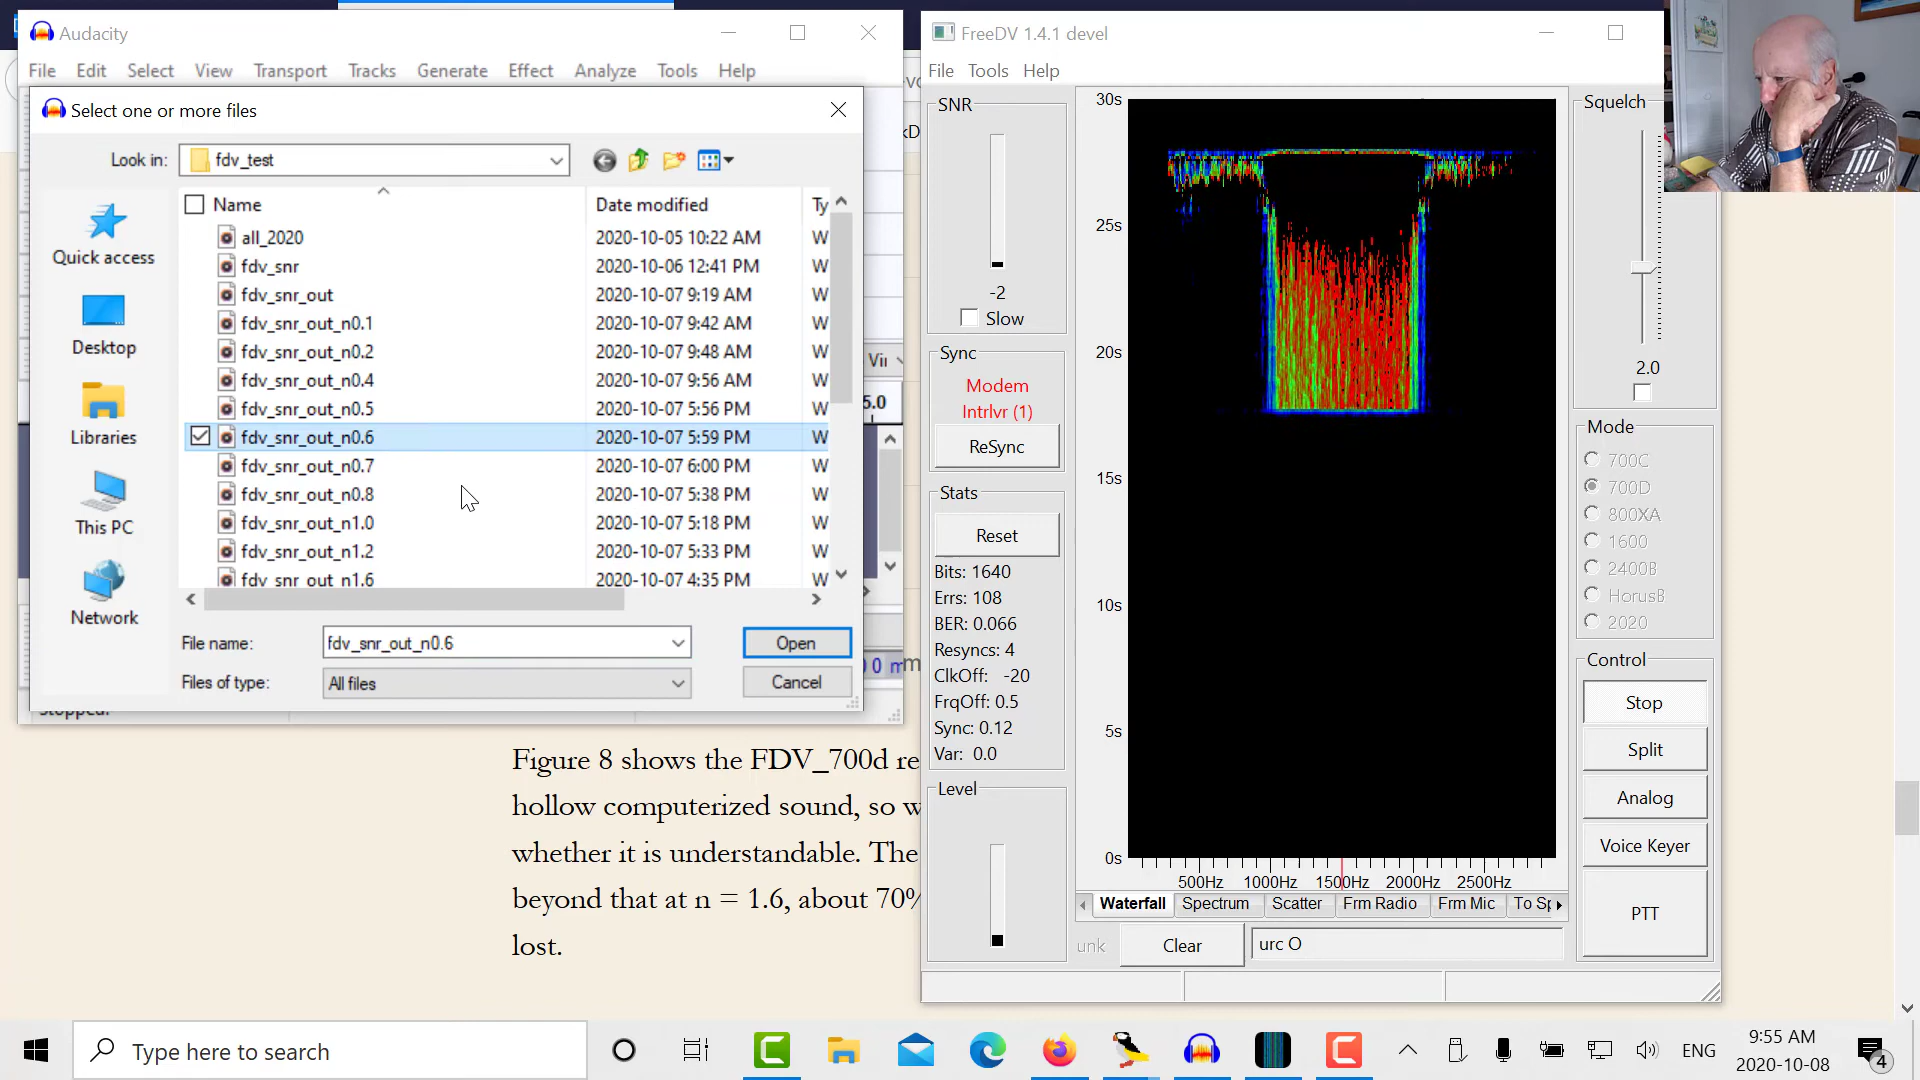 Audacity
File Edit Select View Transport Tracks Generate Effect Analyze Tools Help
Select one or more files
Look in: fdv_test
Name Date modified Ty
all_2020 2020-10-05 10:22 AM W
fdv_snr 2020-10-06 12:41 PM W
fdv_snr_out 2020-10-07 9:19 AM W
fdv_snr_out_n0.1 2020-10-07 9:42 AM W
fdv_snr_out_n0.2 2020-10-07 9:48 AM W
fdv_snr_out_n0.4 2020-10-07 9:56 AM W
fdv_snr_out_n0.5 2020-10-07 5:56 PM W
fdv_snr_out_n0.6 2020-10-07 5:59 PM W
fdv_snr_out_n0.7 2020-10-07 6:00 PM W
fdv_snr_out_n0.8 2020-10-07 5:38 PM W
fdv_snr_out_n1.0 2020-10-07 5:18 PM W
fdv_snr_out_n1.2 2020-10-07 5:33 PM W
fdv_snr_out_n1.6 2020-10-07 4:35 PM W
Quick access
Desktop
Libraries
This PC
Network
File name: fdv_snr_out_n0.6 Open
Files of type: All files Cancel
5.0
Figure 8 shows the FDV_700d re
hollow computerized sound, so w
whether it is understandable. The
beyond that at n = 1.6, about 70%
lost.
FreeDV 1.4.1 devel
File Tools Help
SNR
-2
Slow
Sync
Modem
Intrlvr (1)
ReSync
Stats
Reset
Bits: 1640
Errs: 108
BER: 0.066
Resyncs: 4
ClkOff: -20
FrqOff: 0.5
Sync: 0.12
Var: 0.0
Level
30s
25s
20s
15s
10s
5s
0s
500Hz 1000Hz 1500Hz 2000Hz 2500Hz
Waterfall Spectrum Scatter Frm Radio Frm Mic To Sp
unk Clear urc O
Squelch
2.0
Mode
700C
700D
800XA
1600
2400B
HorusB
2020
Control
Stop
Split
Analog
Voice Keyer
PTT
Type here to search
ENG
9:55 AM
2020-10-08
4